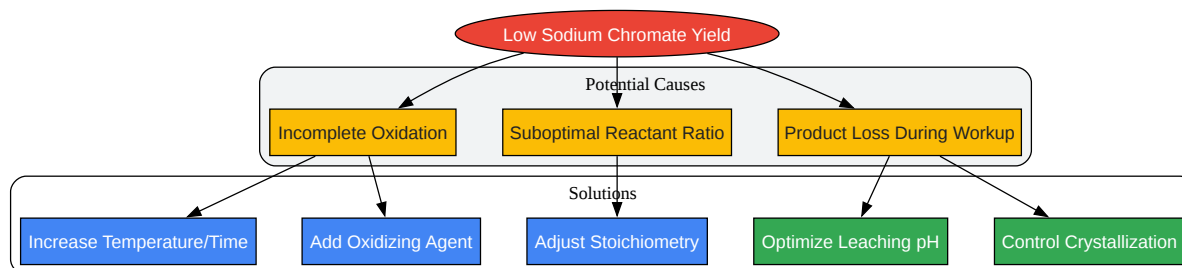 Low Sodium Chromate Yield
Potential Causes
Incomplete Oxidation
Suboptimal Reactant Ratio
Product Loss During Workup
Solutions
Increase Temperature/Time
Add Oxidizing Agent
Adjust Stoichiometry
Optimize Leaching pH
Control Crystallization